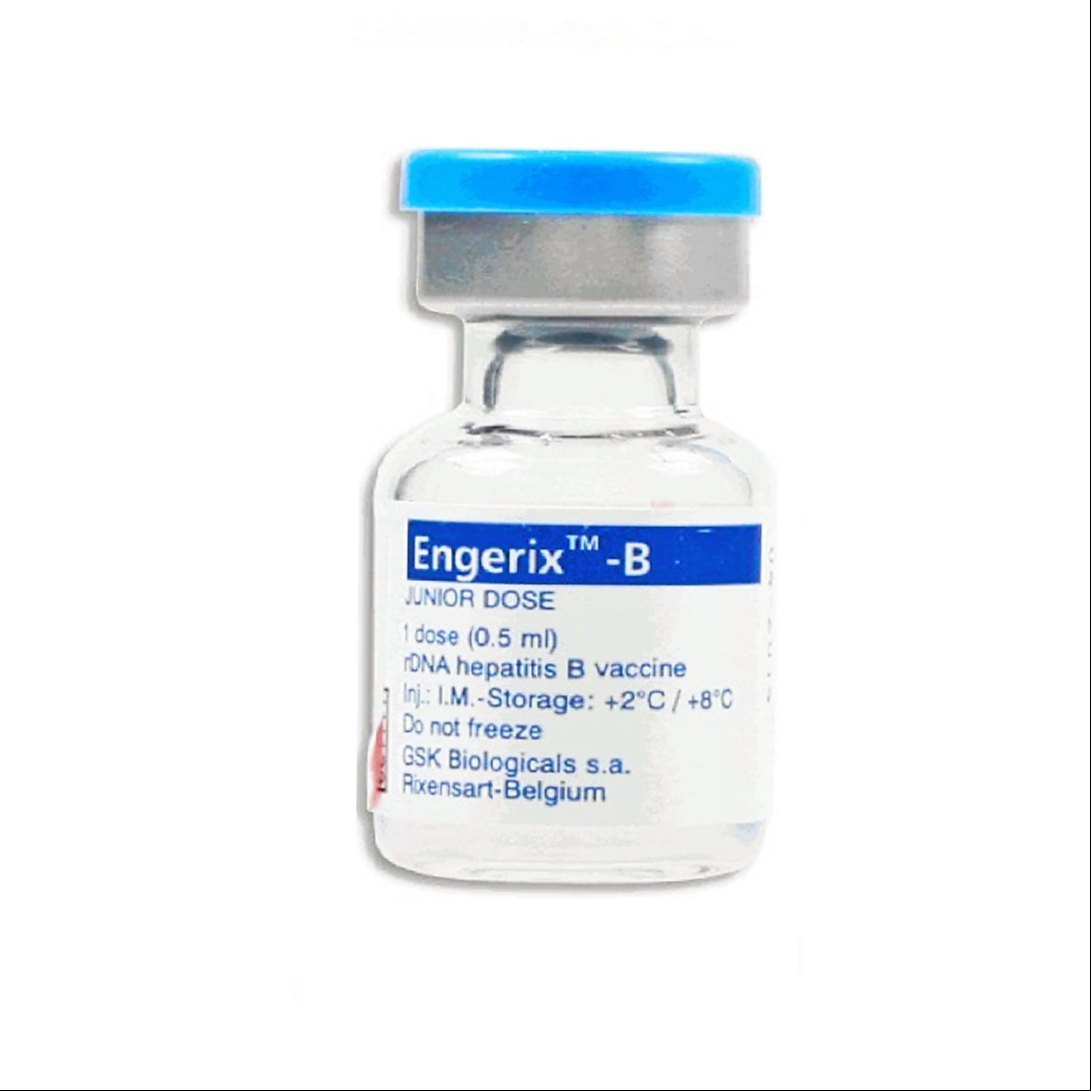 Engerix™-B
JUNIOR DOSE
1 dose (0.5 ml)
rDNA hepatitis B vaccine
Inj.: I.M.-Storage: +2°C / +8°C
Do not freeze
GSK Biologicals s.a.
Rixensart-Belgium